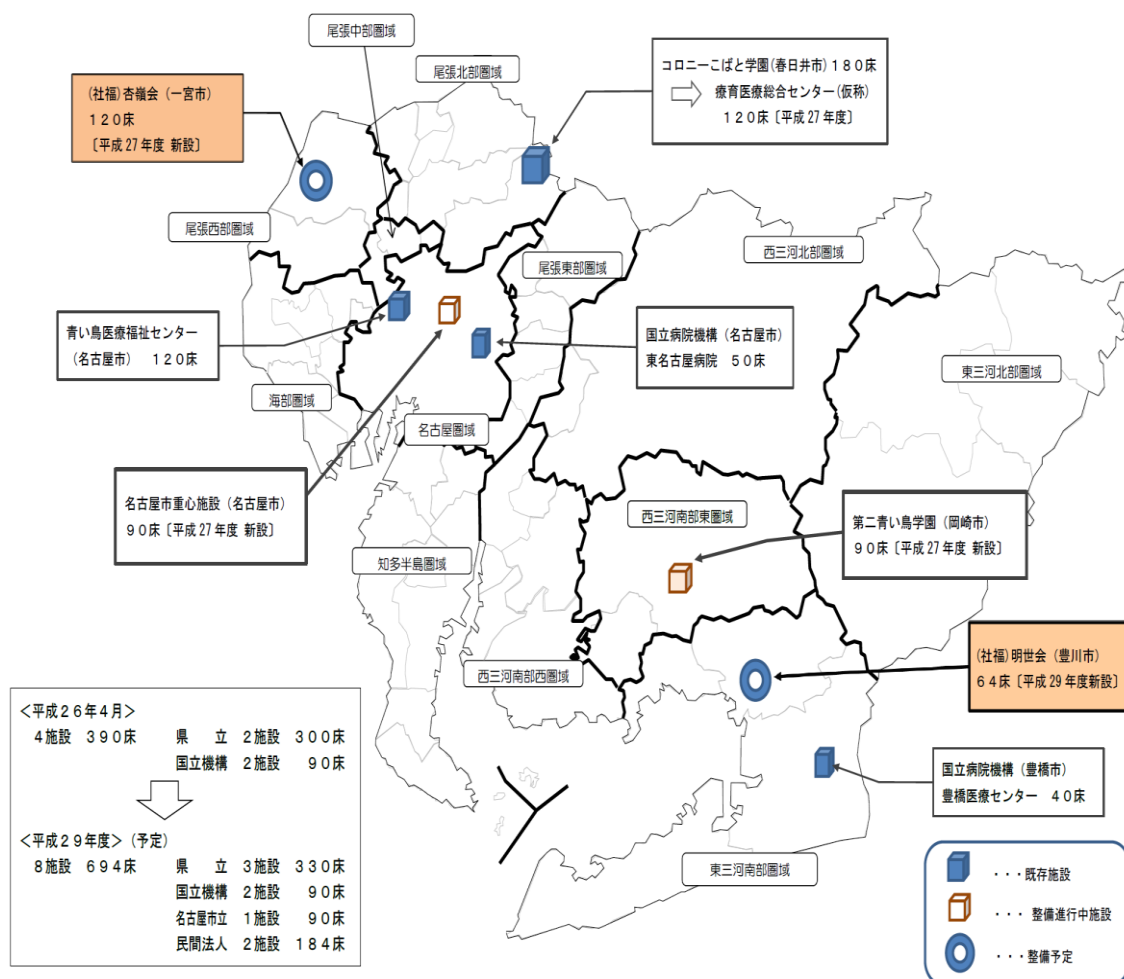 尾張中部圏域
尾張北部圏域
(社福)杏嶺会（一宮市）
１２０床
〔平成27年度 新設〕
コロニーこばと学園(春日井市)１８０床
療育医療総合センター(仮称)
１２０床〔平成27年度〕
尾張西部圏域
尾張東部圏域
西三河北部圏域
青い鳥医療福祉センター
（名古屋市）　１２０床
国立病院機構（名古屋市）
東名古屋病院　５０床
東三河北部圏域
海部圏域
名古屋圏域
名古屋市重心施設（名古屋市）
９０床〔平成27年度 新設〕
西三河南部東圏域
第二青い鳥学園（岡崎市）
９０床〔平成27年度 新設〕
知多半島圏域
西三河南部西圏域
(社福)明世会（豊川市）
６４床〔平成29年度新設〕
国立病院機構（豊橋市）
豊橋医療センター　４０床
東三河南部圏域
＜平成２６年４月＞
４施設　３９０床　県　立　２施設　３００床
国立機構　２施設　９０床
＜平成２９年度＞（予定）
８施設　６９４床　県　立　３施設　３３０床
国立機構　２施設　９０床
名古屋市立　１施設　９０床
民間法人　２施設　１８４床
・・・既存施設
・・・ 整備進行中施設
・・・整備予定